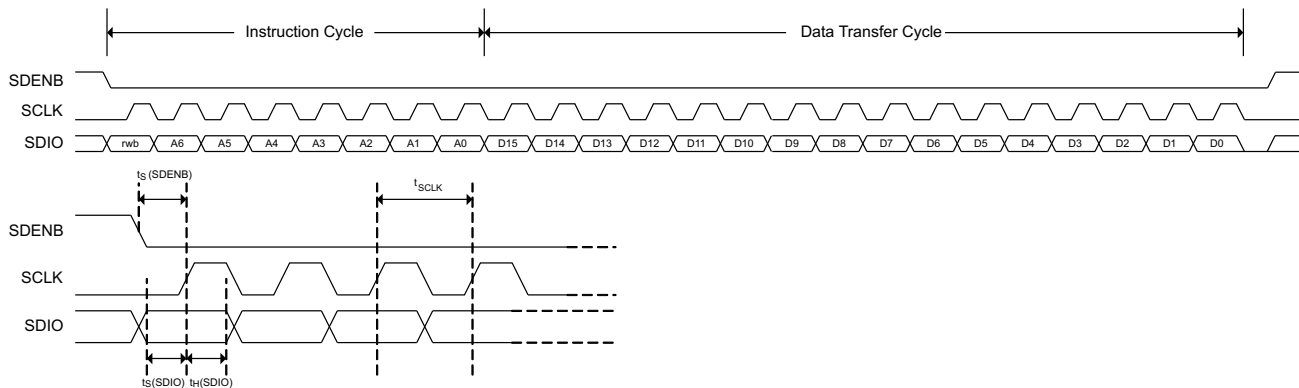 Instruction Cycle
Data Transfer Cycle
SDENB
SCLK
SDIO
rwb A6 A5 A4 A3 A2 A1 A0 D15 D14 D13 D12 D11 D10 D9 D8 D7 D6 D5 D4 D3 D2 D1 D0
tS(SDENB)
tSCLK
SDENB
SCLK
SDIO
tS(SDIO) tH(SDIO)